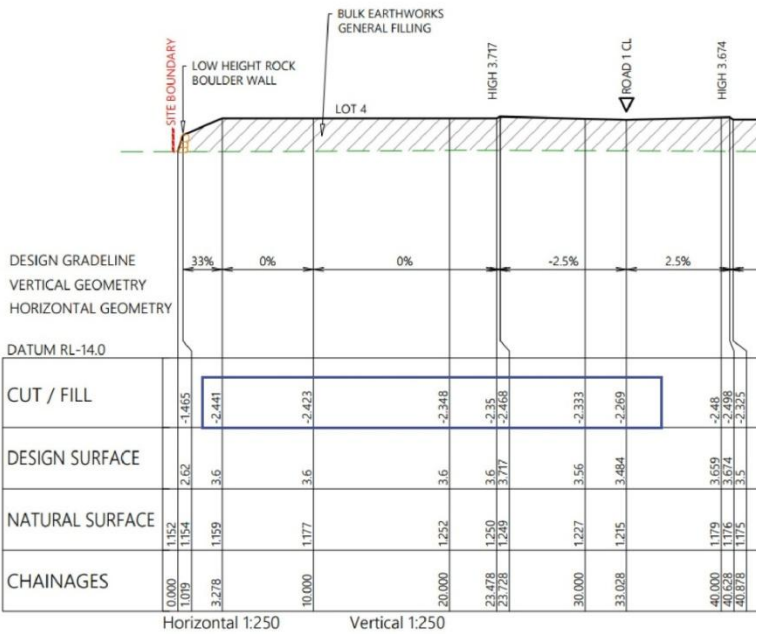 BULK EARTHWORKS
GENERAL FILLING
SITE BOUNDARY
LOW HEIGHT ROCK
BOULDER WALL
HIGH 3.717
ROAD 1 CL
HIGH 3.674
LOT 4
DESIGN GRADELINE 33% 0% 0% -2.5% 2.5%
VERTICAL GEOMETRY
HORIZONTAL GEOMETRY
DATUM RL-14.0
CUT / FILL -1.465 -2.441 -2.423 -2.348 -2.35 -2.468 -2.333 -2.269 -2.48 -2.498 -2.325
DESIGN SURFACE 2.62 3.6 3.6 3.6 3.6 3.717 3.56 3.484 3.659 3.674 3.5
NATURAL SURFACE 1.152 1.154 1.159 1.177 1.252 1.250 1.249 1.227 1.215 1.179 1.176 1.175
CHAINAGES 0.000 1.019 3.278 10.000 20.000 23.478 23.728 30.000 33.028 40.000 40.628 40.878
Horizontal 1:250 Vertical 1:250